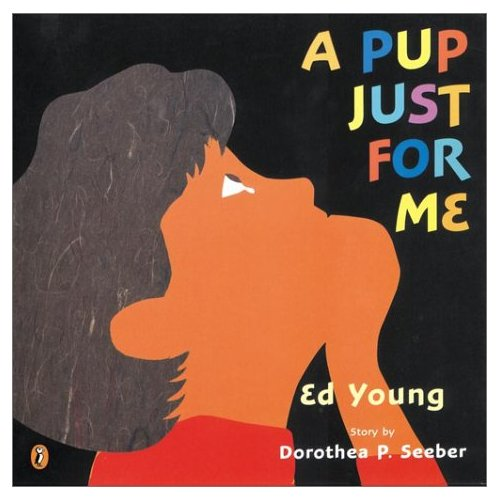 A PUP
JUST
FOR
ME
Ed Young
Story by
Dorothea P. Seeber